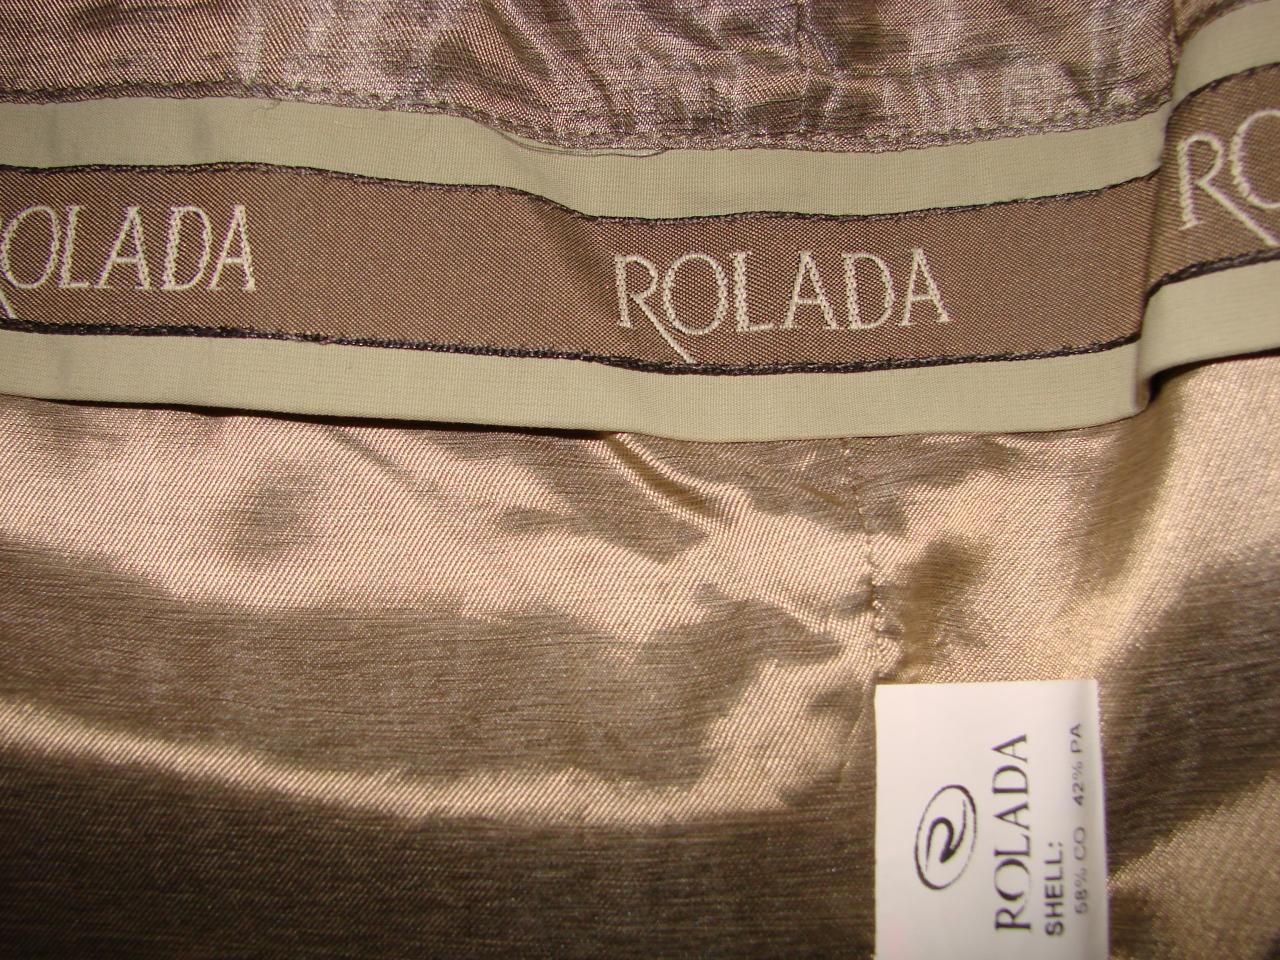 ROLADA
ROLADA
RO
ROLADA
SHELL:
58% CO 42% PA